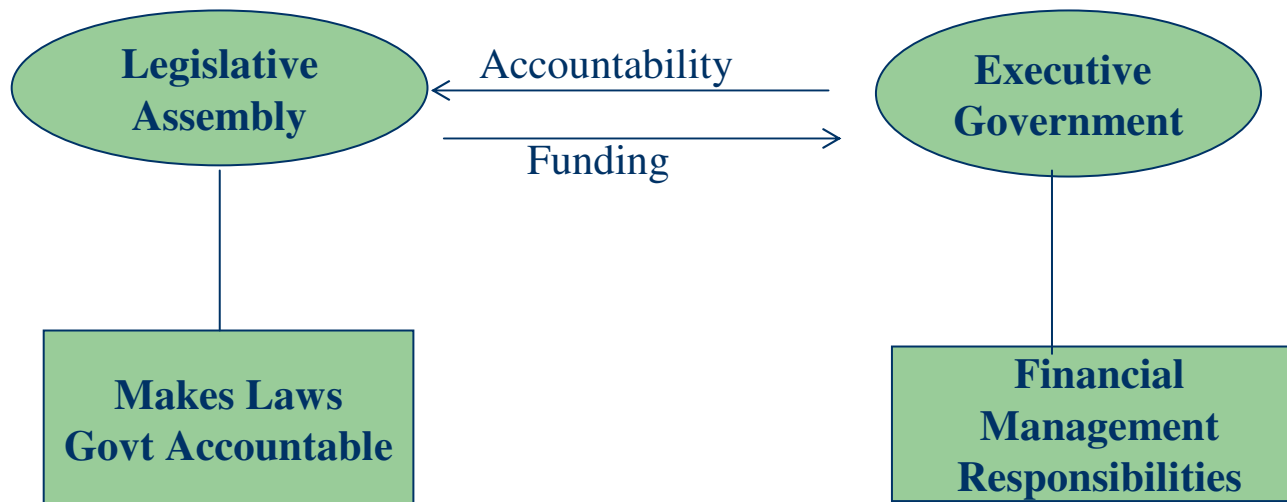 Legislative
Assembly
Accountability
Funding
Executive
Government
Makes Laws
Govt Accountable
Financial
Management
Responsibilities